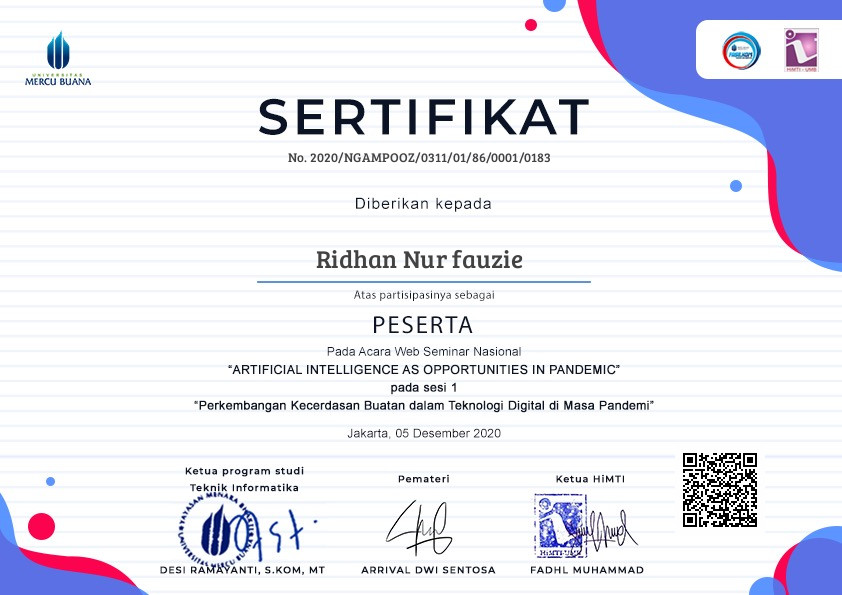 UNIVERSITAS
MERCU BUANA
HMTI - UMB
SERTIFIKAT
No. 2020/NGAMPOOZ/0311/01/86/0001/0183
Diberikan kepada
Ridhan Nur fauzie
Atas partisipasinya sebagai
PESERTA
Pada Acara Web Seminar Nasional
“ARTIFICIAL INTELLIGENCE AS OPPORTUNITIES IN PANDEMIC”
pada sesi 1
“Perkembangan Kecerdasan Buatan dalam Teknologi Digital di Masa Pandemi”
Jakarta, 05 Desember 2020
Ketua program studi
Teknik Informatika
Pemateri
Ketua HiMTI
HiMTI-UMB
DESI RAMAYANTI, S.KOM, MT
ARRIVAL DWI SENTOSA
FADHL MUHAMMAD